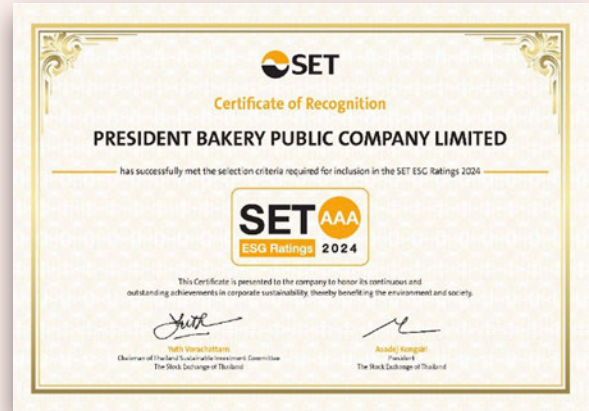 SET
Certificate of Recognition
PRESIDENT BAKERY PUBLIC COMPANY LIMITED
has successfully met the selection criteria required for inclusion in the SET ESG Ratings 2024
SET AAA
ESG Ratings 2024
This Certificate is presented to the company to honor its continuous and
outstanding achievements in corporate sustainability, thereby benefiting the environment and society.
Yuth Worachattarn Asadej Kongsiri
Chairman of Thailand Sustainable Investment Committee President
The Stock Exchange of Thailand The Stock Exchange of Thailand